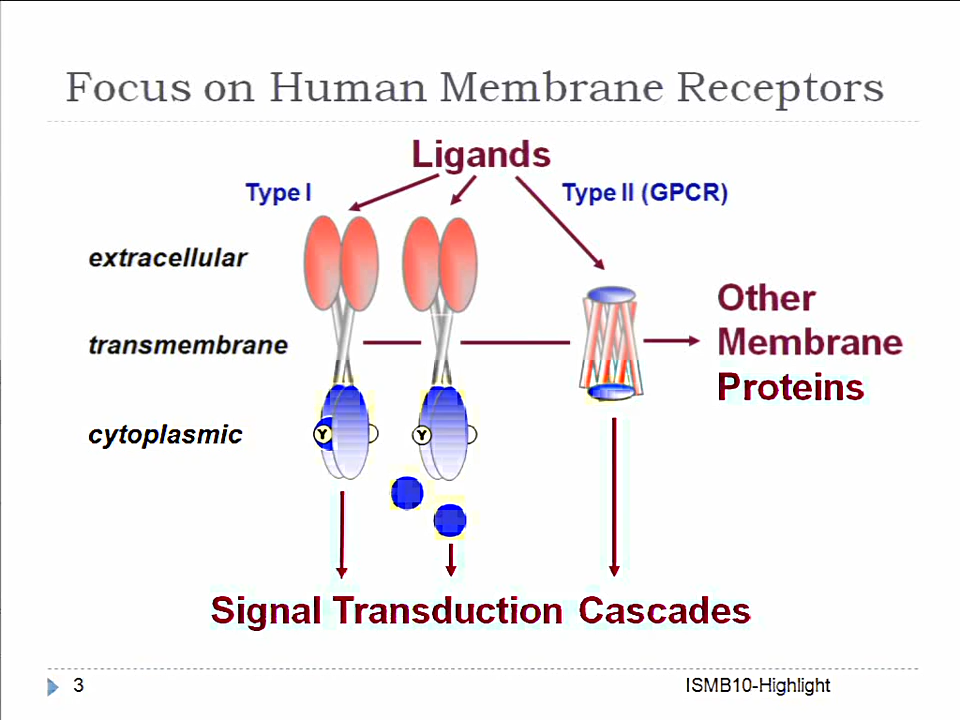 Focus on Human Membrane Receptors
Ligands
Type I
Type II (GPCR)
extracellular
transmembrane
cytoplasmic
Y
Y
Other
Membrane
Proteins
Signal Transduction Cascades
3
ISMB10-Highlight